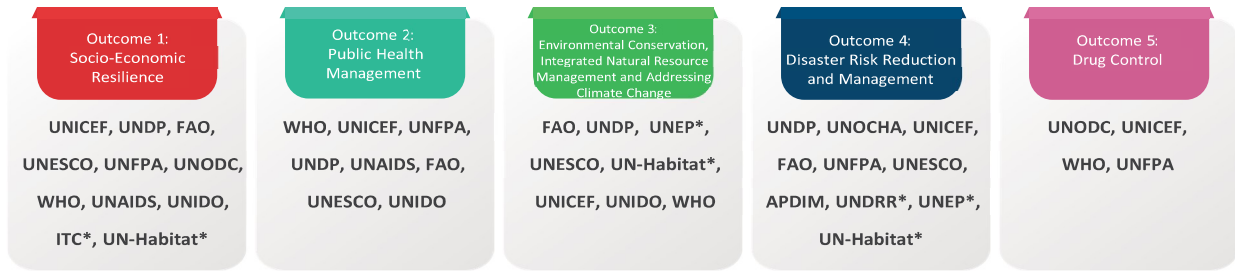 Outcome 1:
Socio-Economic
Resilience
UNICEF, UNDP, FAO,
UNESCO, UNFPA, UNODC,
WHO, UNAIDS, UNIDO,
ITC*, UN-Habitat*
Outcome 2:
Public Health
Management
WHO, UNICEF, UNFPA,
UNDP, UNAIDS, FAO,
UNESCO, UNIDO
Outcome 3:
Environmental Conservation,
Integrated Natural Resource
Management and Addressing
Climate Change
FAO, UNDP, UNEP*,
UNESCO, UN-Habitat*,
UNICEF, UNIDO, WHO
Outcome 4:
Disaster Risk Reduction
and Management
UNDP, UNOCHA, UNICEF,
FAO, UNFPA, UNESCO,
APDIM, UNDRR*, UNEP*,
UN-Habitat*
Outcome 5:
Drug Control
UNODC, UNICEF,
WHO, UNFPA